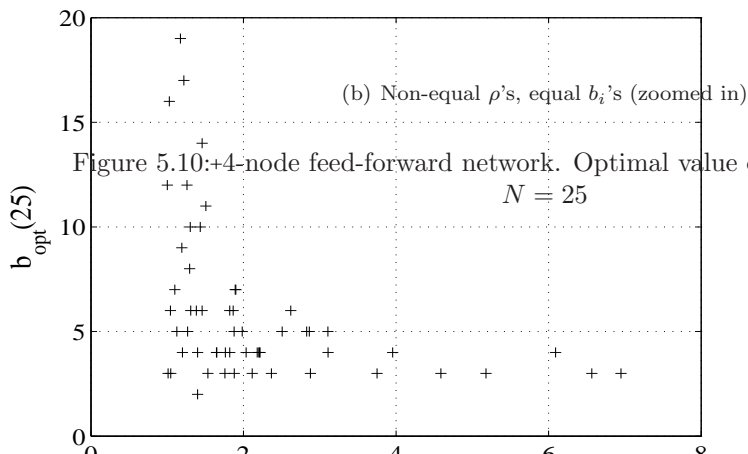 20
(b) Non-equal ρ's, equal b_i's (zoomed in)
15
Figure 5.10: 4-node feed-forward network. Optimal value
N = 25
b_opt(25)
10
5
0
0 2 4 6 8